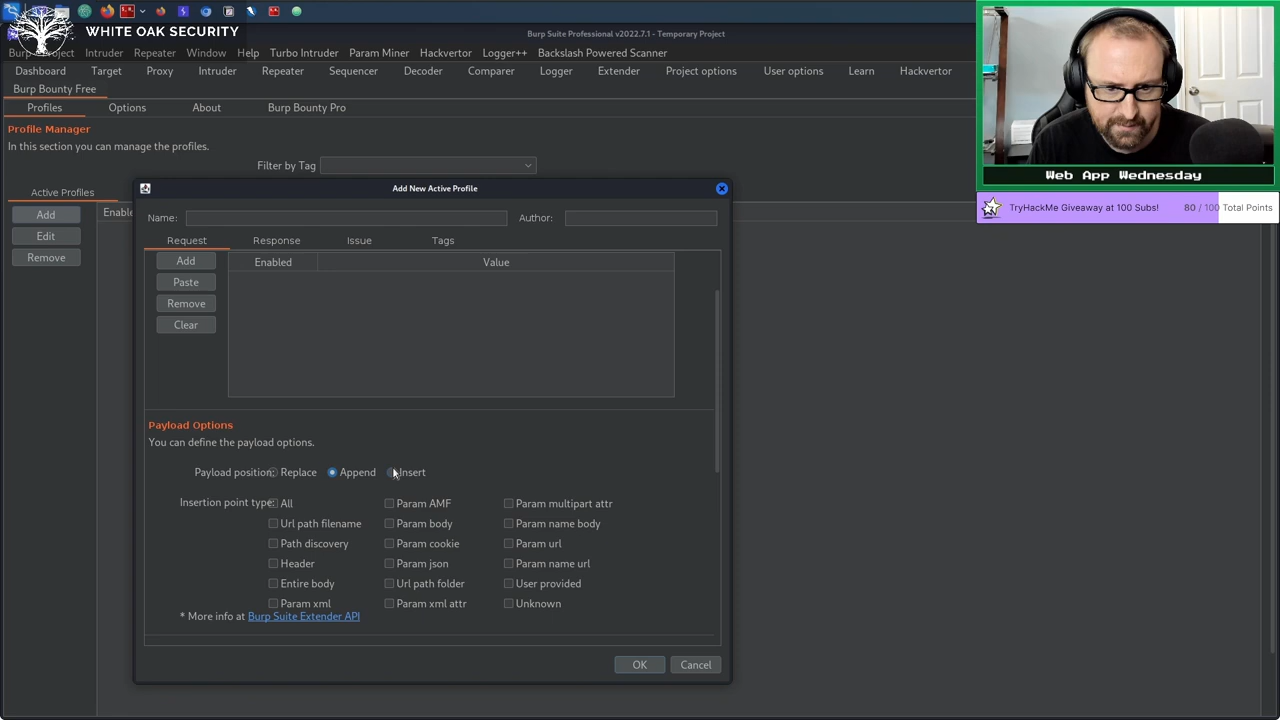 WHITE OAK SECURITY
Burp Suite Professional v2022.7.1 - Temporary Project
Burp Project Intruder Repeater Window Help Turbo Intruder Param Miner Hackvertor Logger++ Backslash Powered Scanner
Dashboard Target Proxy Intruder Repeater Sequencer Decoder Comparer Logger Extender Project options User options Learn Hackvertor
Burp Bounty Free
Profiles Options About Burp Bounty Pro
Profile Manager
In this section you can manage the profiles.
Filter by Tag
Active Profiles
Add
Edit
Remove
Enable
Add New Active Profile
Name: Author:
Request Response Issue Tags
Add
Paste
Remove
Clear
Enabled Value
Payload Options
You can define the payload options.
Payload position: Replace Append Insert
Insertion point type: All Param AMF Param multipart attr
Url path filename Param body Param name body
Path discovery Param cookie Param url
Header Param json Param name url
Entire body Url path folder User provided
Param xml Param xml attr Unknown
* More info at Burp Suite Extender API
OK Cancel
Web App Wednesday
TryHackMe Giveaway at 100 Subs! 80 / 100 Total Points